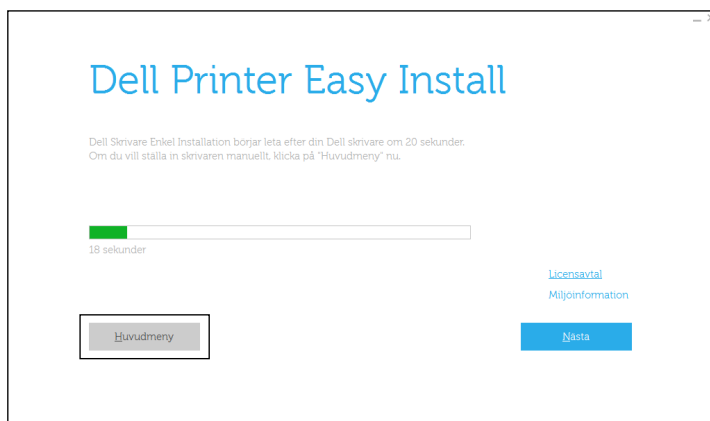 Dell Printer Easy Install
Dell Skrivare Enkel Installation börjar leta efter din Dell skrivare om 20 sekunder.
Om du vill ställa in skrivaren manuellt, klicka på "Huvudmeny" nu.
18 sekunder
Licensavtal
Miljöinformation
Huvudmeny
Nästa